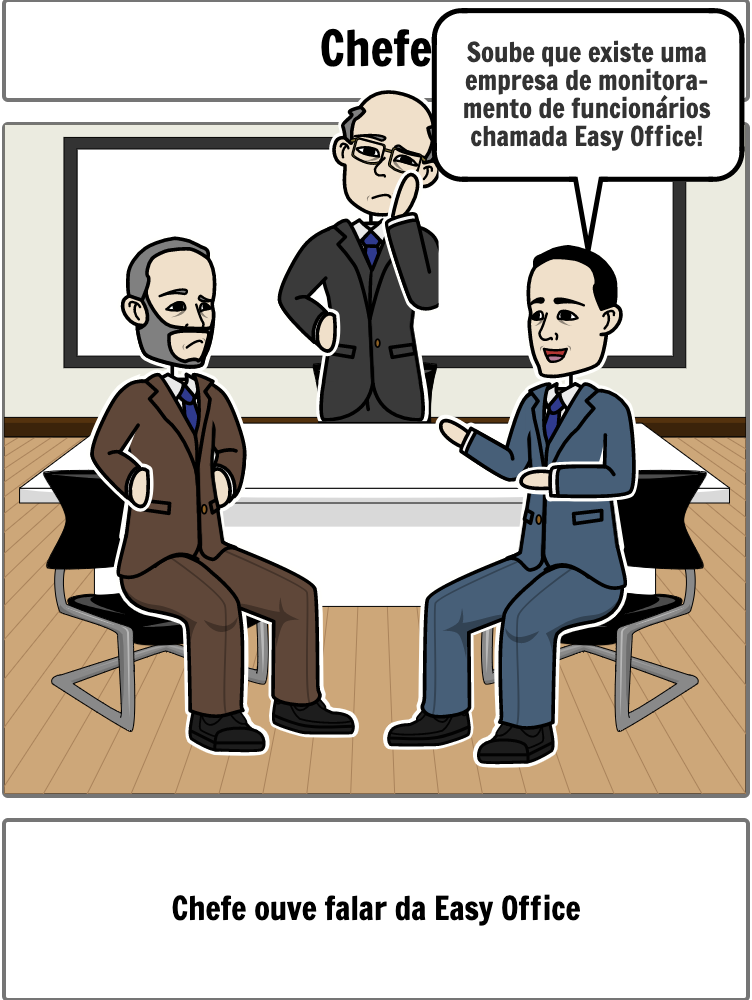 Chefe
Soube que existe uma
empresa de monitora-
mento de funcionários
chamada Easy Office!
Chefe ouve falar da Easy Office